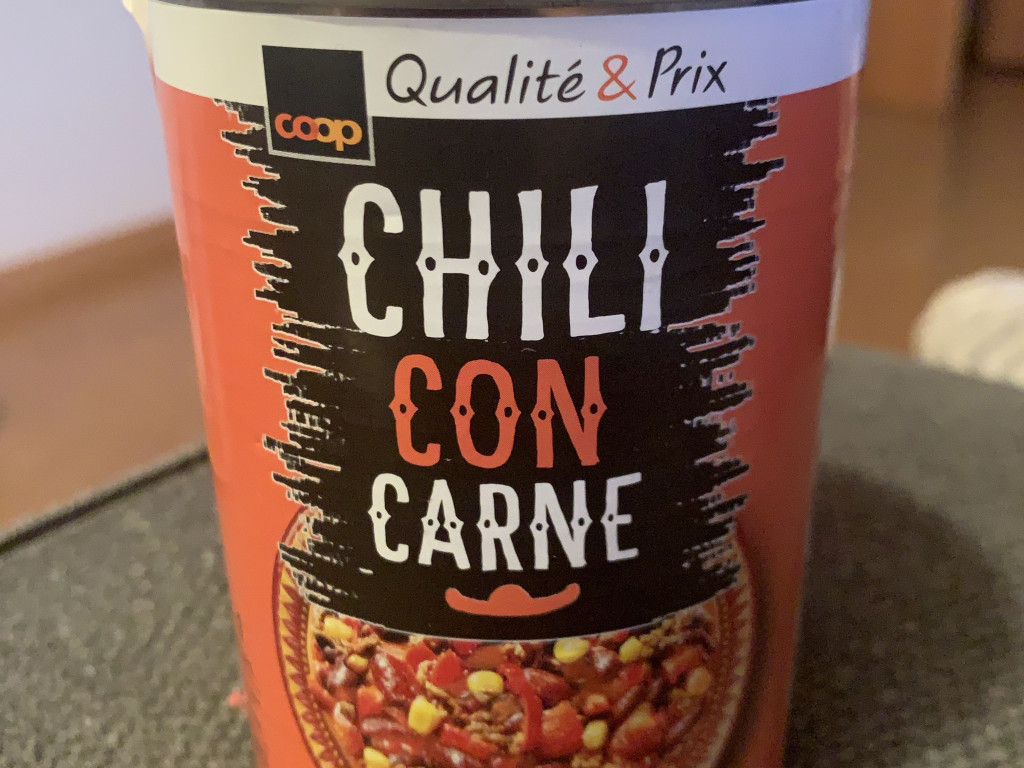 Qualité & Prix
coop
CHILI
CON
CARNE